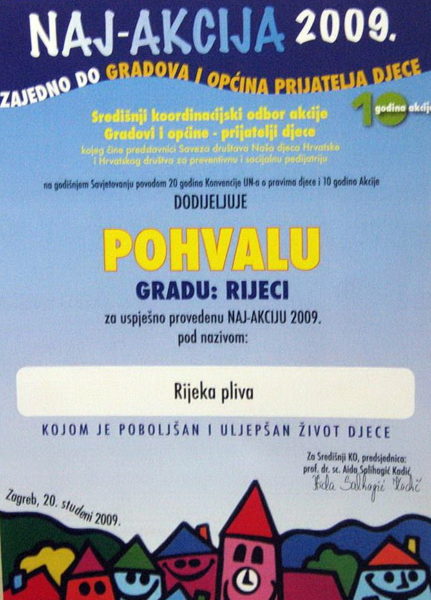 NAJ-AKCIJA 2009.
ZAJEDNO DO GRADOVA I OPĆINA PRIJATELJA DJECE
10 godina akcije
Središnji koordinacijski odbor akcije
Gradovi i općine - prijatelji djece
kojeg čine predstavnici Saveza društava Naša djeca Hrvatske
i Hrvatskog društva za preventivnu i socijalnu pedijatriju
na godišnjem Savjetovanju povodom 20 godina Konvencije UN-a o pravima djece i 10 godina Akcije
DODIJELJUJE
POHVALU
GRADU: RIJECI
za uspješno provedenu NAJ-AKCIJU 2009.
pod nazivom:
Rijeka pliva
KOJOM JE POBOLJŠAN I ULJEPŠAN ŽIVOT DJECE
Za Središnji KO, predsjednica:
prof. dr. sc. Aida Salihagić Kadić
Aida Salihagić Kadić
Zagreb, 20. studeni 2009.